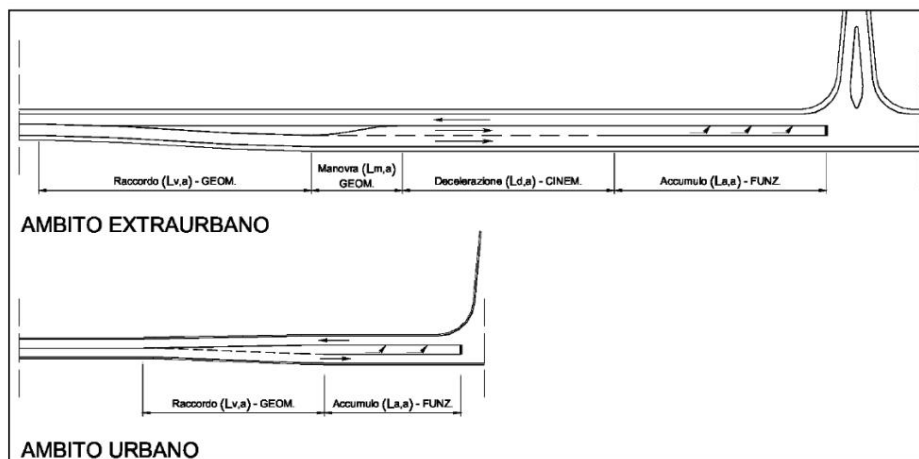 Manovra (Lm,a)
Raccordo (Lv,a) - GEOM. GEOM. Decelerazione (Ld,a) - CINEM. Accumulo (La,a) - FUNZ.
AMBITO EXTRAURBANO
Raccordo (Lv,a) - GEOM. Accumulo (La,a) - FUNZ.
AMBITO URBANO